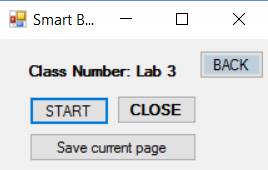 Smart B...
Class Number: Lab 3
BACK
START
CLOSE
Save current page